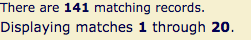 There are 141 matching records.
Displaying matches 1 through 20.